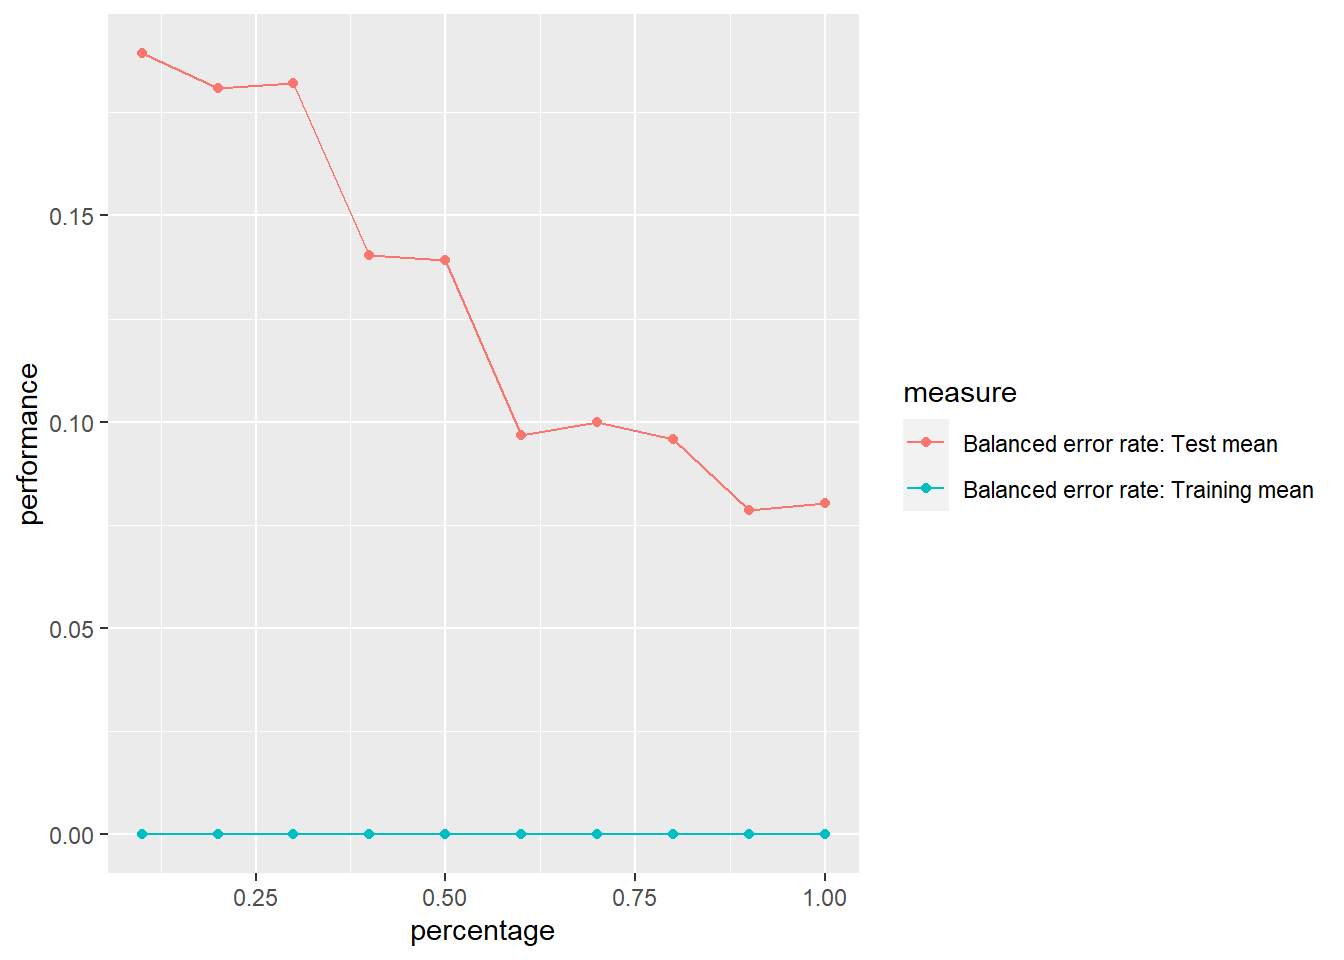 0.15
0.10
0.05
0.00
performance
0.25 0.50 0.75 1.00
percentage
measure
Balanced error rate: Test mean
Balanced error rate: Training mean